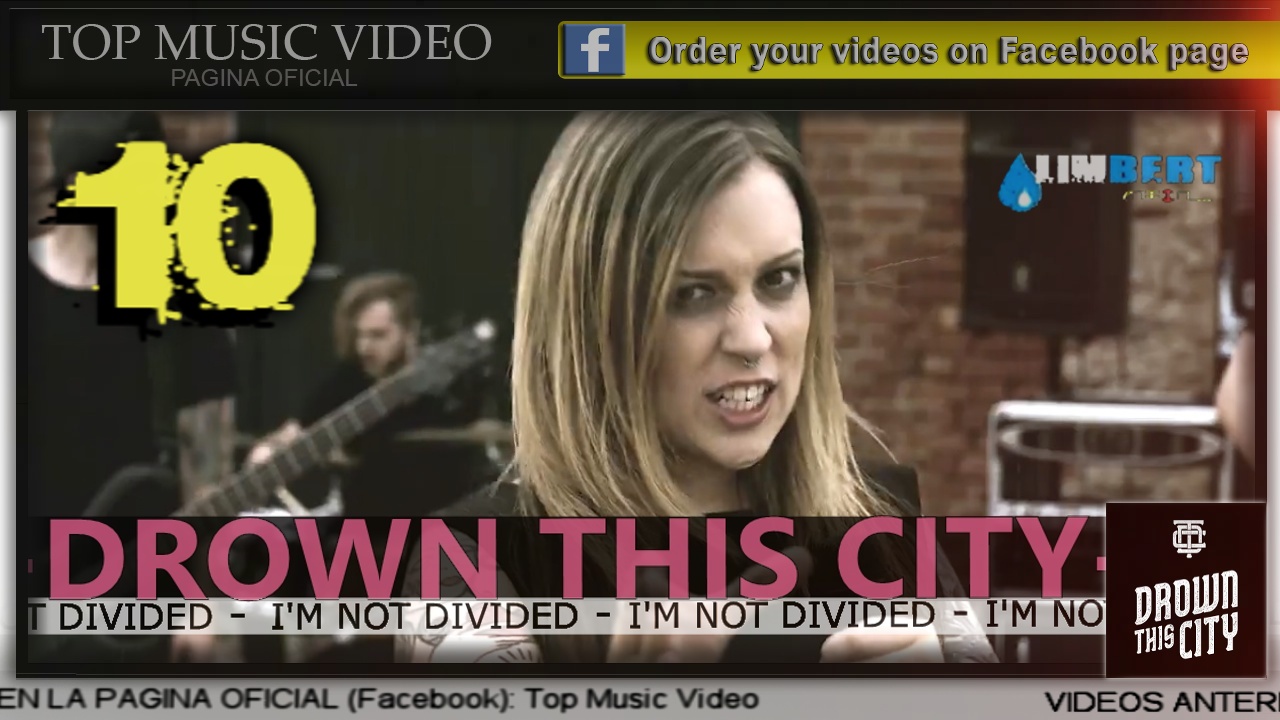 TOP MUSIC VIDEO
PAGINA OFICIAL
f Order your videos on Facebook page
10
LIMBERT
DROWN THIS CITY-
T DIVIDED - I'M NOT DIVIDED - I'M NOT DIVIDED - I'M NO
DROWN
THIS CITY
EN LA PAGINA OFICIAL (Facebook): Top Music Video
VIDEOS ANTERI